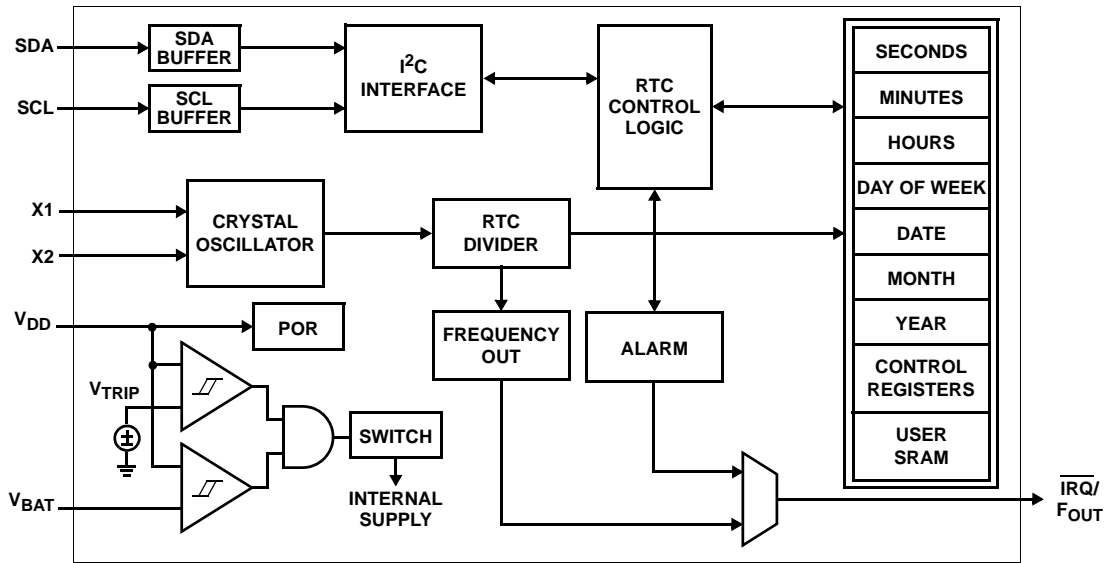 SDA
SDA
BUFFER
SCL
SCL
BUFFER
I²C
INTERFACE
RTC
CONTROL
LOGIC
SECONDS
MINUTES
HOURS
DAY OF WEEK
DATE
MONTH
YEAR
CONTROL
REGISTERS
USER
SRAM
X1
X2
CRYSTAL
OSCILLATOR
RTC
DIVIDER
FREQUENCY
OUT
ALARM
VDD
POR
VTRIP
SWITCH
INTERNAL
SUPPLY
VBAT
IRQ/
FOUT